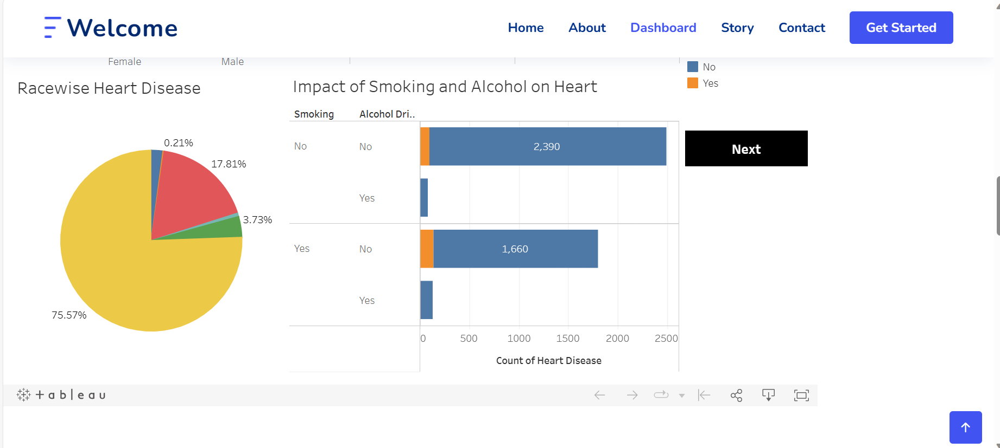 Welcome
Home About Dashboard Story Contact Get Started
Female Male
No
Yes
Racewise Heart Disease
0.21%
17.81%
3.73%
75.57%
Impact of Smoking and Alcohol on Heart
Smoking Alcohol Dri..
No No 2,390
Yes
Yes No 1,660
Yes
0 500 1000 1500 2000 2500
Count of Heart Disease
Next
+ableau